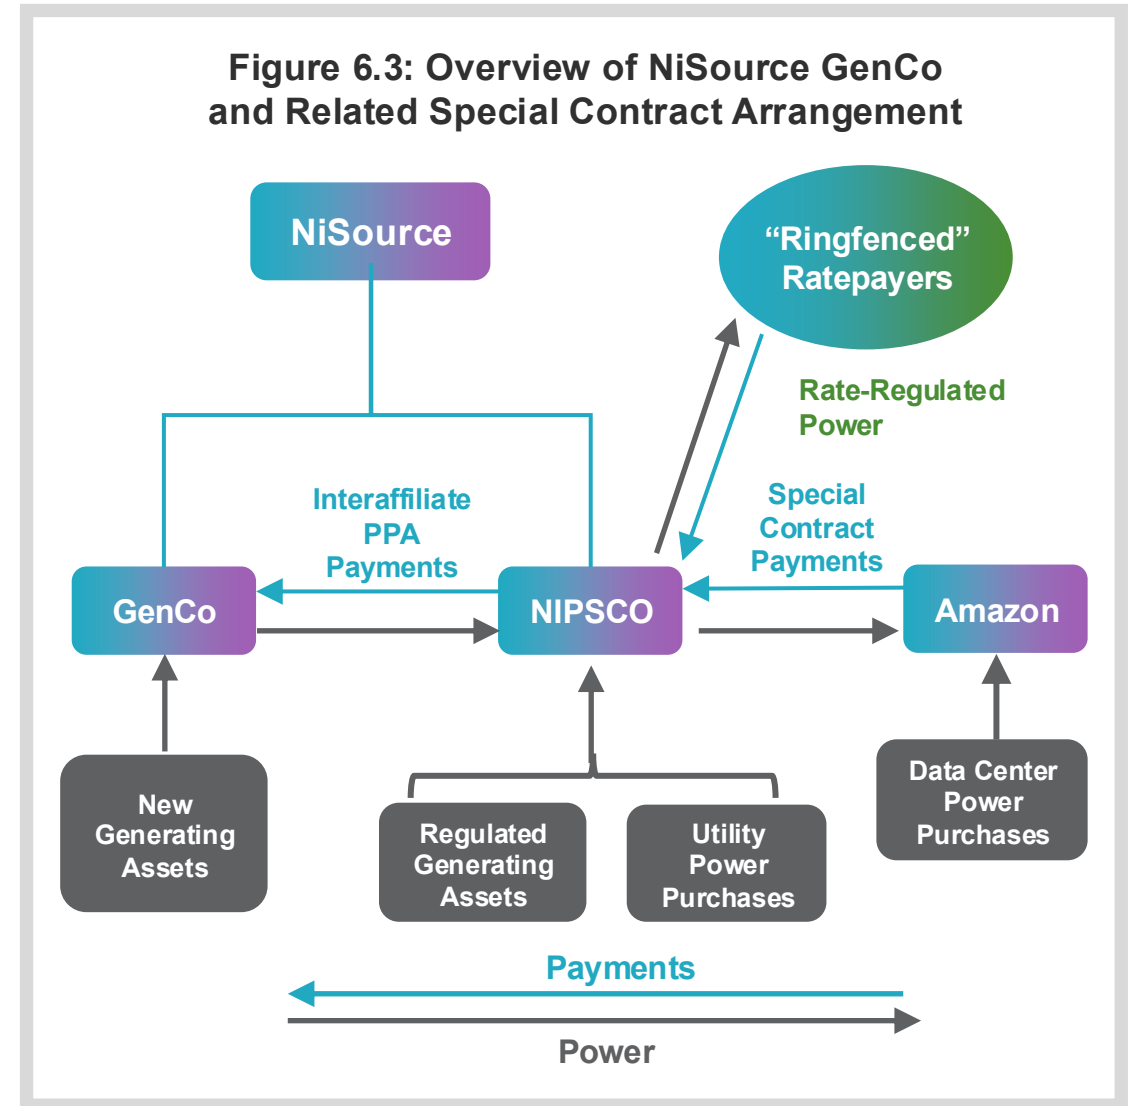 Figure 6.3: Overview of NiSource GenCo
and Related Special Contract Arrangement
NiSource
“Ringfenced”
Ratepayers
Rate-Regulated
Power
Interaffiliate
PPA
Payments
Special
Contract
Payments
GenCo
NIPSCO
Amazon
New
Generating
Assets
Regulated
Generating
Assets
Utility
Power
Purchases
Data Center
Power
Purchases
Payments
Power